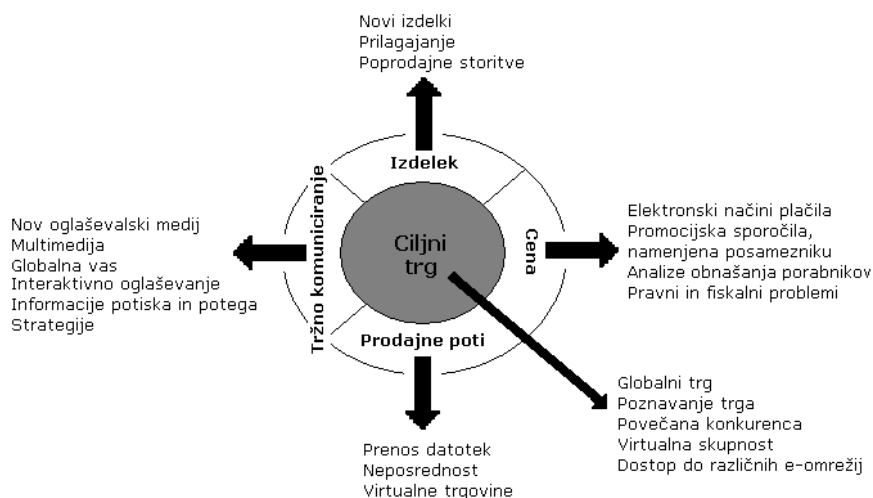 Novi izdelki
Prilagajanje
Poprodajne storitve
Izdelek
Tržno komuniciranje
Ciljni
trg
Cena
Prodajne poti
Nov oglaševalski medij
Multimedija
Globalna vas
Interaktivno oglaševanje
Informacije potiska in potega
Strategije
Elektronski načini plačila
Promocijska sporočila,
namenjena posamezniku
Analize obnašanja porabnikov
Pravni in fiskalni problemi
Globalni trg
Poznavanje trga
Povečana konkurenca
Virtualna skupnost
Dostop do različnih e-omrežij
Prenos datotek
Neposrednost
Virtualne trgovine